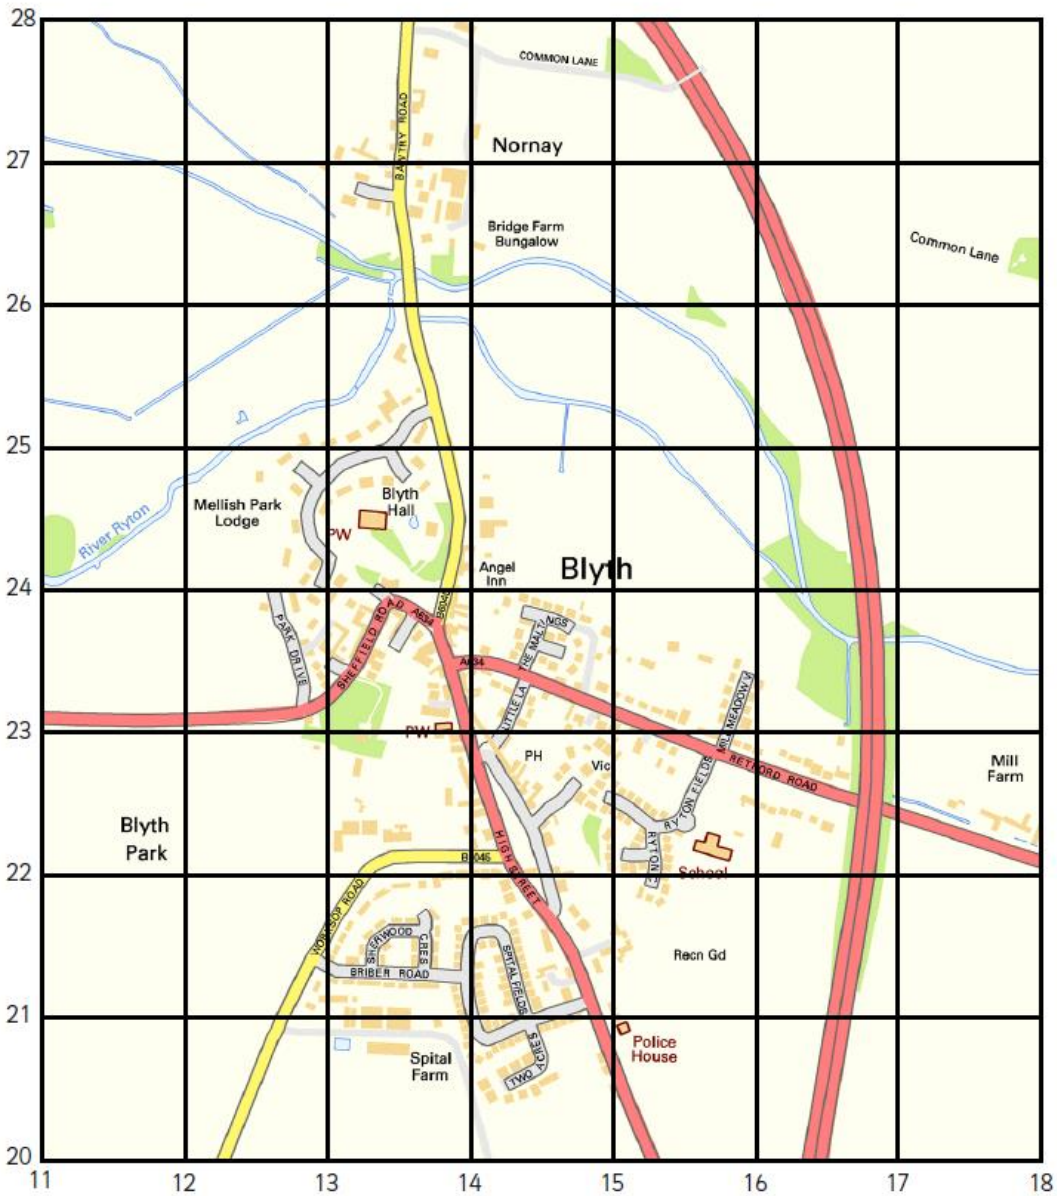 28
COMMON LANE
BAWTRY ROAD
Nornay
27
Bridge Farm
Bungalow
Common Lane
26
25
Mellish Park
Lodge
Blyth
Hall
PW
River Ryton
Angel
Inn
Blyth
24
B6045
A634
SHEFFIELD ROAD
PARK DRIVE
THE MALTINGS
A634
LITTLE LA
MILL MEADOW V
23
PW
PH
Vic
RETFORD ROAD
Mill
Farm
RYTON FIELDS
Blyth
Park
HIGH STREET
RYTON
School
B6045
22
WORKSOP ROAD
SHERWOOD
CRES
BRIBER ROAD
SPITALFIELDS
Recn Gd
21
Police
House
Spital
Farm
TWO ACRES
20
11
12
13
14
15
16
17
18